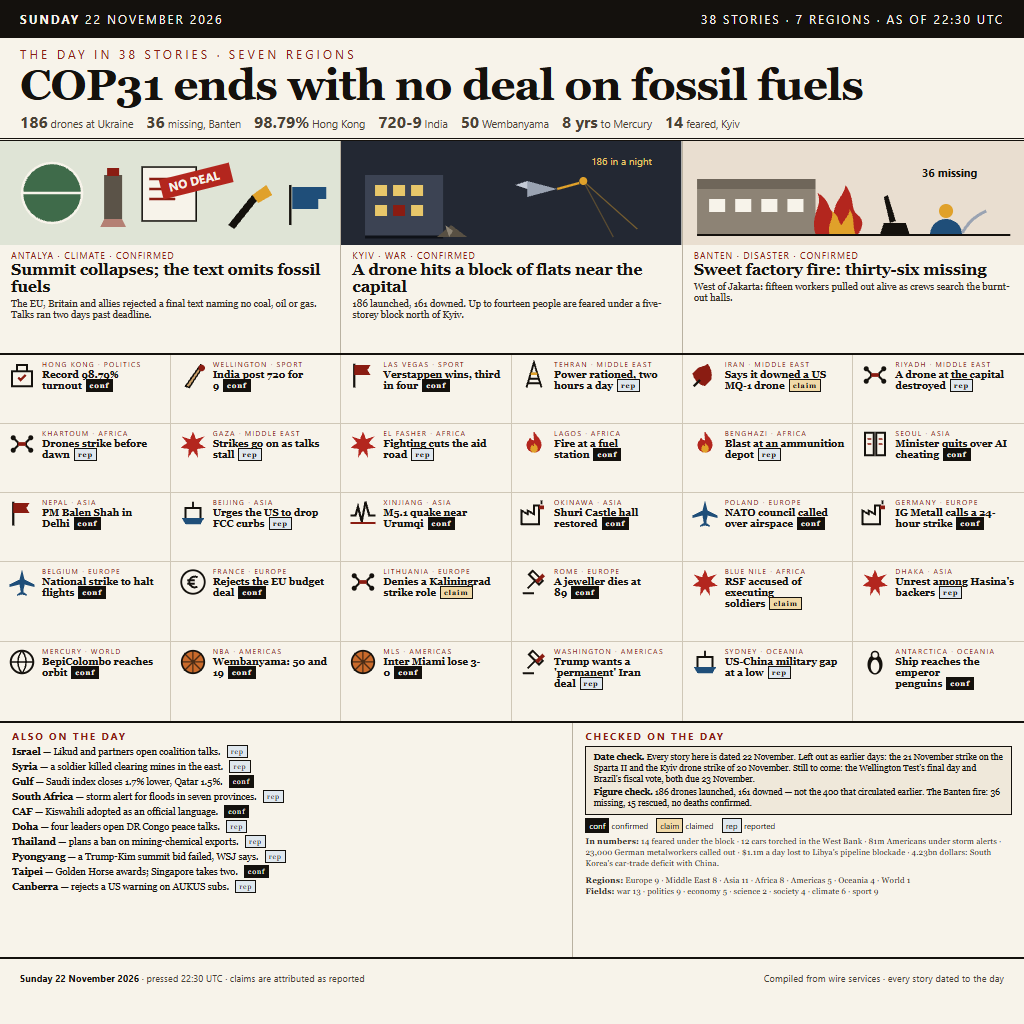 SUNDAY 22 NOVEMBER 2026
38 STORIES · 7 REGIONS · AS OF 22:30 UTC
THE DAY IN 38 STORIES · SEVEN REGIONS
COP31 ends with no deal on fossil fuels
186 drones at Ukraine 36 missing, Banten 98.79% Hong Kong 720-9 India 50 Wembanyama 8 yrs to Mercury 14 feared, Kyiv
NO DEAL
186 in a night
36 missing
ANTALYA · CLIMATE · CONFIRMED
Summit collapses; the text omits fossil
fuels
The EU, Britain and allies rejected a final text naming no coal, oil or gas.
Talks ran two days past deadline.
KYIV · WAR · CONFIRMED
A drone hits a block of flats near the
capital
186 launched, 161 downed. Up to fourteen people are feared under a five-
storey block north of Kyiv.
BANTEN · DISASTER · CONFIRMED
Sweet factory fire: thirty-six missing
West of Jakarta: fifteen workers pulled out alive as crews search the burnt-
out halls.
HONG KONG · POLITICS
Record 98.79%
turnout conf
WELLINGTON · SPORT
India post 720 for
9 conf
LAS VEGAS · SPORT
Verstappen wins, third
in four conf
TEHRAN · MIDDLE EAST
Power rationed, two
hours a day rep
IRAN · MIDDLE EAST
Says it downed a US
MQ-1 drone claim
RIYADH · MIDDLE EAST
A drone at the capital
destroyed rep
KHARTOUM · AFRICA
Drones strike before
dawn rep
GAZA · MIDDLE EAST
Strikes go on as talks
stall rep
EL FASHER · AFRICA
Fighting cuts the aid
road rep
LAGOS · AFRICA
Fire at a fuel
station conf
BENGHAZI · AFRICA
Blast at an ammunition
depot rep
SEOUL · ASIA
Minister quits over AI
cheating conf
NEPAL · ASIA
PM Balen Shah in
Delhi conf
BEIJING · ASIA
Urges the US to drop
FCC curbs rep
XINJIANG · ASIA
M5.1 quake near
Urumqi conf
OKINAWA · ASIA
Shuri Castle hall
restored conf
POLAND · EUROPE
NATO council called
over airspace conf
GERMANY · EUROPE
IG Metall calls a 24-
hour strike conf
BELGIUM · EUROPE
National strike to halt
flights conf
FRANCE · EUROPE
Rejects the EU budget
deal conf
LITHUANIA · EUROPE
Denies a Kaliningrad
strike role claim
ROME · EUROPE
A jeweller dies at
89 conf
BLUE NILE · AFRICA
RSF accused of
executing
soldiers claim
DHAKA · ASIA
Unrest among Hasina's
backers rep
MERCURY · WORLD
BepiColombo reaches
orbit conf
NBA · AMERICAS
Wembanyama: 50 and
19 conf
MLS · AMERICAS
Inter Miami lose 3-
0 conf
WASHINGTON · AMERICAS
Trump wants a
'permanent' Iran
deal rep
SYDNEY · OCEANIA
US-China military gap
at a low rep
ANTARCTICA · OCEANIA
Ship reaches the
emperor
penguins conf
ALSO ON THE DAY
Israel — Likud and partners open coalition talks. rep
Syria — a soldier killed clearing mines in the east. rep
Gulf — Saudi index closes 1.7% lower, Qatar 1.5%. conf
South Africa — storm alert for floods in seven provinces. rep
CAF — Kiswahili adopted as an official language. conf
Doha — four leaders open DR Congo peace talks. rep
Thailand — plans a ban on mining-chemical exports. rep
Pyongyang — a Trump-Kim summit bid failed, WSJ says. rep
Taipei — Golden Horse awards; Singapore takes two. conf
Canberra — rejects a US warning on AUKUS subs. rep
CHECKED ON THE DAY
Date check. Every story here is dated 22 November. Left out as earlier days: the 21 November strike on the
Sparta II and the Kyiv drone strike of 20 November. Still to come: the Wellington Test's final day and
Brazil's fiscal vote, both due 23 November.
Figure check. 186 drones launched, 161 downed — not the 400 that circulated earlier. The Banten fire: 36
missing, 15 rescued, no deaths confirmed.
conf confirmed claim claimed rep reported
In numbers: 14 feared under the block · 12 cars torched in the West Bank · 81m Americans under storm alerts ·
23,000 German metalworkers called out · $1.1m a day lost to Libya's pipeline blockade · 4.23bn dollars: South
Korea's car-trade deficit with China.
Regions: Europe 9 · Middle East 8 · Asia 11 · Africa 8 · Americas 5 · Oceania 4 · World 1
Fields: war 13 · politics 9 · economy 5 · science 2 · society 4 · climate 6 · sport 9
Sunday 22 November 2026 · pressed 22:30 UTC · claims are attributed as reported
Compiled from wire services · every story dated to the day